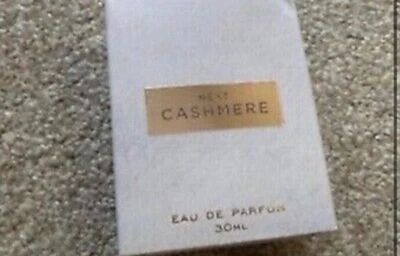 NEXT
CASHMERE
EAU DE PARFUM
30ML